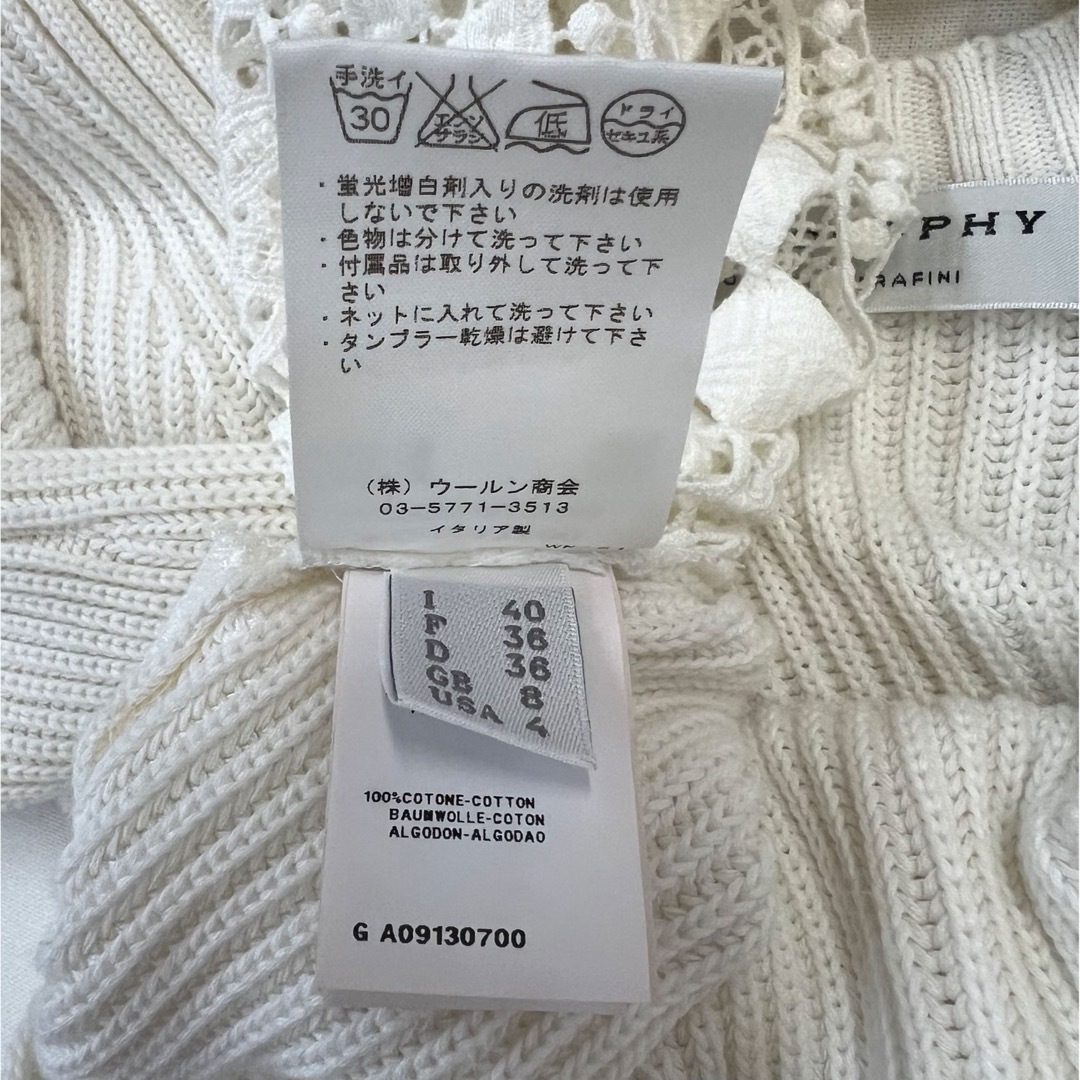 手洗イ
30
エンソ
サラシ
低
ドライ
セキユ系
・蛍光増白剤入りの洗剤は使用
しないで下さい
・色物は分けて洗って下さい
・付属品は取り外して洗って下
さい
・ネットに入れて洗って下さい
・タンブラー乾燥は避けて下さ
い
(株) ウールン商会
03-5771-3513
イタリア製
PHY
RAFINI
I 40
F 36
D 36
GB 8
USA 4
100%COTONE-COTTON
BAUMWOLLE-COTON
ALGODON-ALGODAO
G A09130700